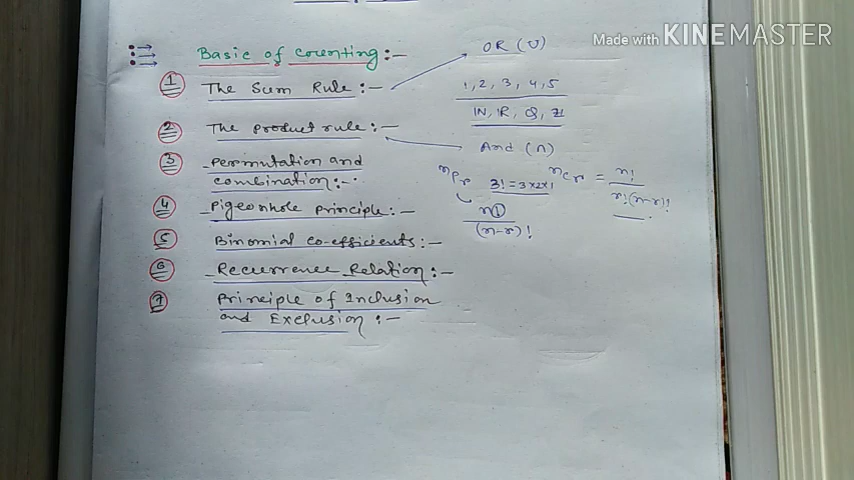 Made with KINEMASTER
Basic of counting:-
OR (U)
① The Sum Rule:-
1, 2, 3, 4, 5
IN, IR, Q, Z
② The product rule:-
And (∩)
③ Permutation and
combination:-
nPr
3! = 3×2×1
nCr = n!
r!(n-r)!
④ Pigeonhole principle:-
n!
(n-r)!
⑤ Binomial co-efficients:-
⑥ Recurrence Relation:-
⑦ Principle of Inclusion
and Exclusion:-